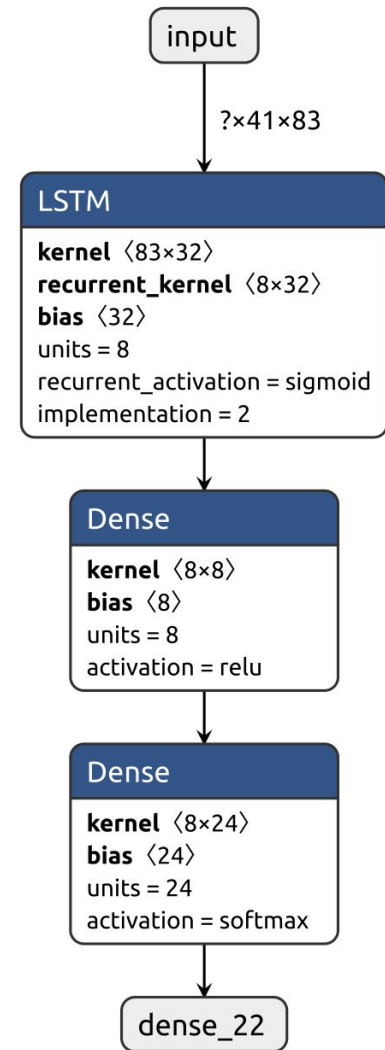 input
?×41×83
LSTM
kernel 〈83×32〉
recurrent_kernel 〈8×32〉
bias 〈32〉
units = 8
recurrent_activation = sigmoid
implementation = 2
Dense
kernel 〈8×8〉
bias 〈8〉
units = 8
activation = relu
Dense
kernel 〈8×24〉
bias 〈24〉
units = 24
activation = softmax
dense_22